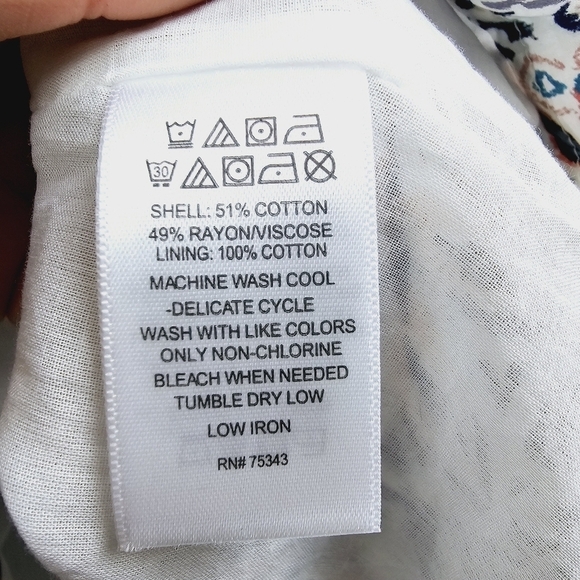 30
SHELL: 51% COTTON
49% RAYON/VISCOSE
LINING: 100% COTTON
MACHINE WASH COOL
-DELICATE CYCLE
WASH WITH LIKE COLORS
ONLY NON-CHLORINE
BLEACH WHEN NEEDED
TUMBLE DRY LOW
LOW IRON
RN# 75343